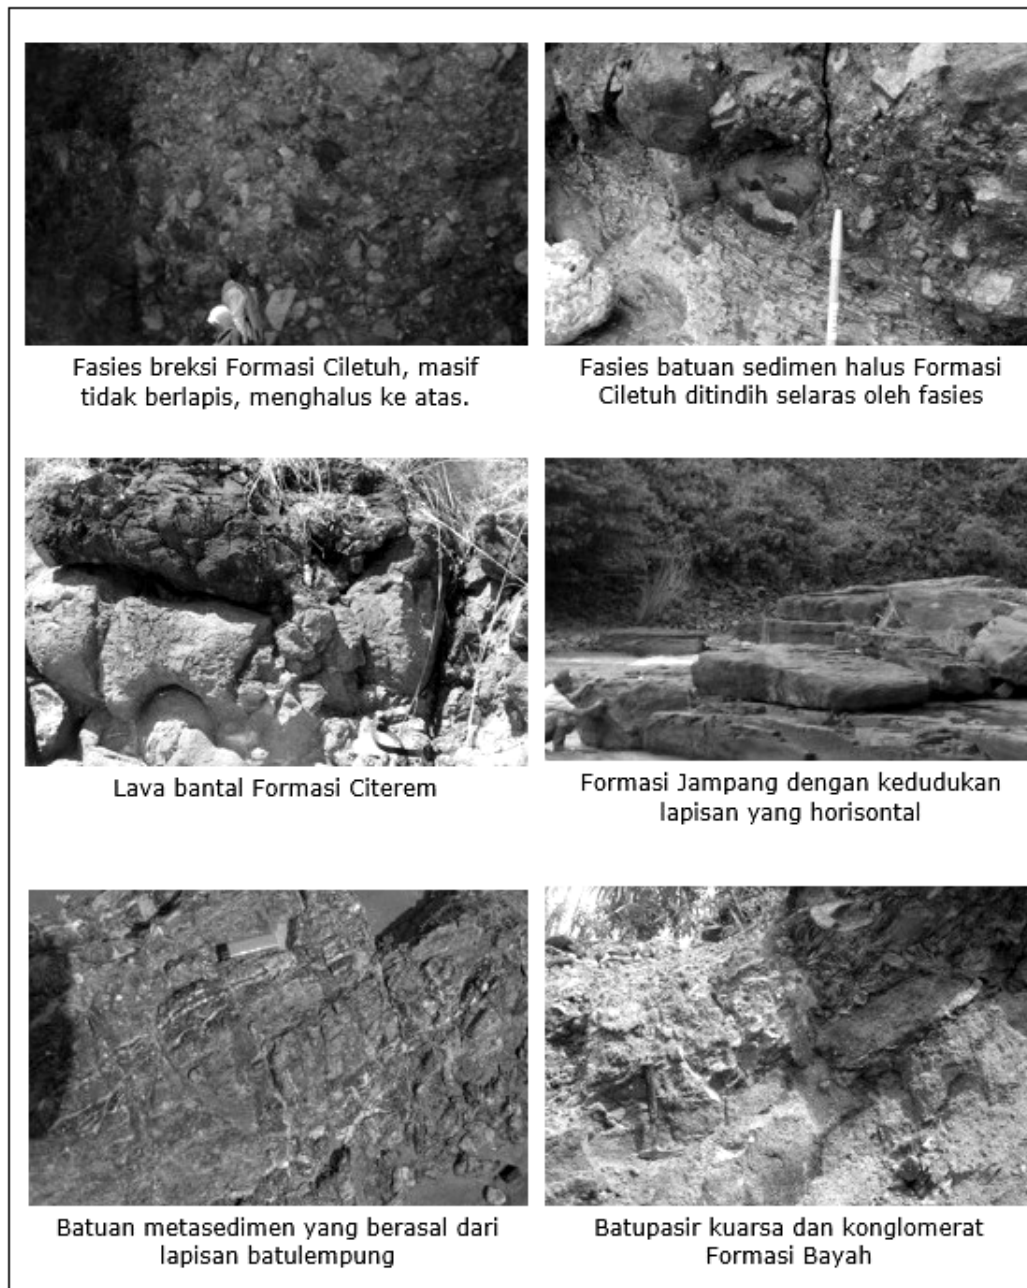 Fasies breksi Formasi Ciletuh, masif
tidak berlapis, menghalus ke atas.
Fasies batuan sedimen halus Formasi
Ciletuh ditindih selaras oleh fasies
Lava bantal Formasi Citerem
Formasi Jampang dengan kedudukan
lapisan yang horisontal
Batuan metasedimen yang berasal dari
lapisan batulempung
Batupasir kuarsa dan konglomerat
Formasi Bayah